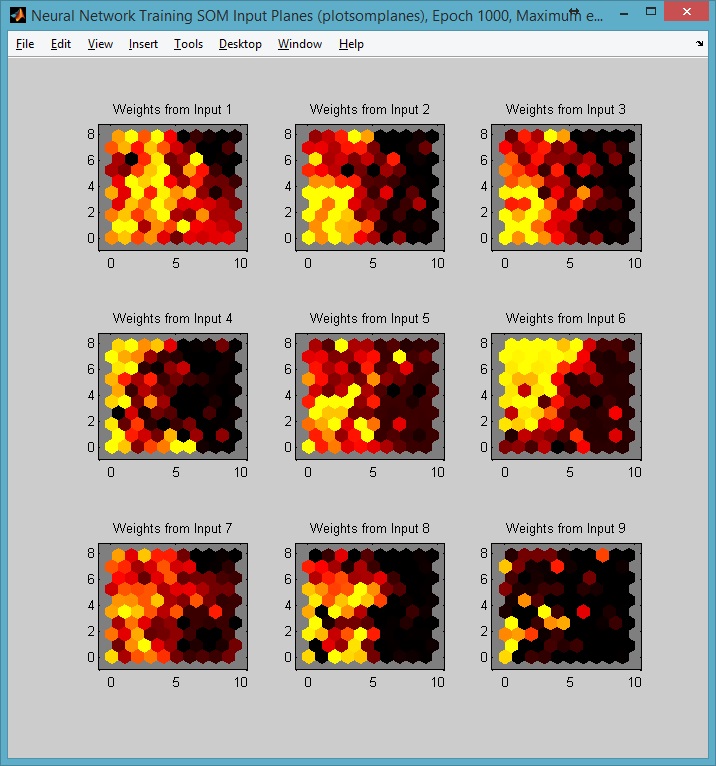 Neural Network Training SOM Input Planes (plotsomplanes), Epoch 1000, Maximum e...
File Edit View Insert Tools Desktop Window Help
Weights from Input 1 Weights from Input 2 Weights from Input 3
8 8 8
6 6 6
4 4 4
2 2 2
0 0 0
0 5 10 0 5 10 0 5 10
Weights from Input 4 Weights from Input 5 Weights from Input 6
8 8 8
6 6 6
4 4 4
2 2 2
0 0 0
0 5 10 0 5 10 0 5 10
Weights from Input 7 Weights from Input 8 Weights from Input 9
8 8 8
6 6 6
4 4 4
2 2 2
0 0 0
0 5 10 0 5 10 0 5 10